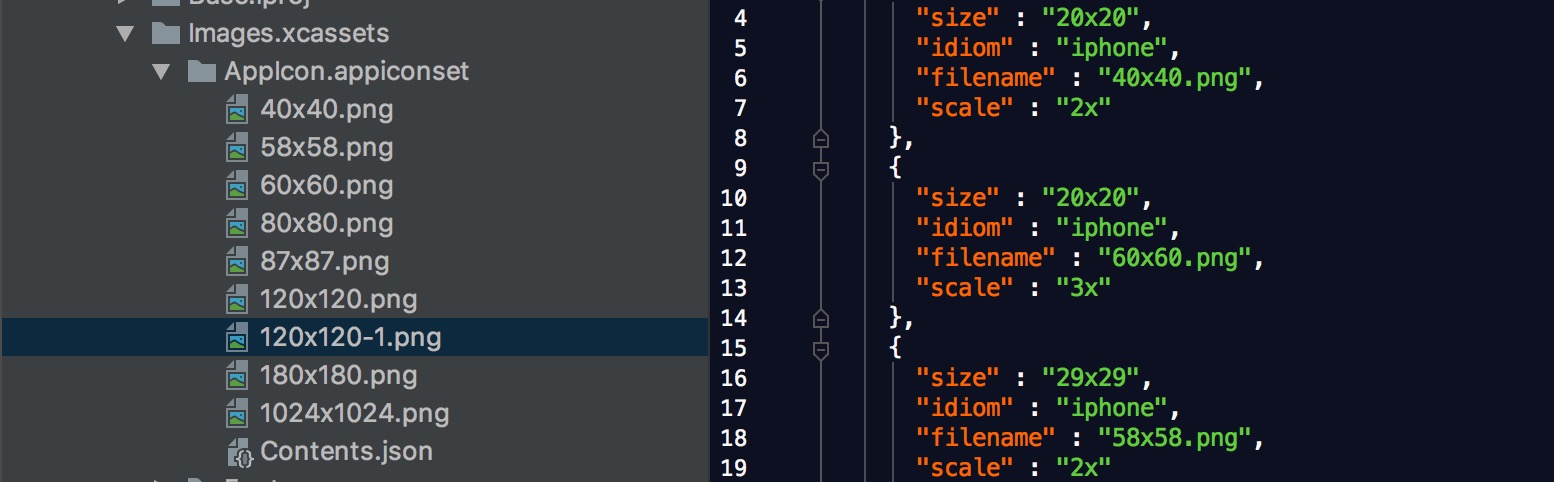 Base.lproj
Images.xcassets
AppIcon.appiconset
40x40.png
58x58.png
60x60.png
80x80.png
87x87.png
120x120.png
120x120-1.png
180x180.png
1024x1024.png
Contents.json
4 "size" : "20x20",
5 "idiom" : "iphone",
6 "filename" : "40x40.png",
7 "scale" : "2x"
8 },
9 {
10 "size" : "20x20",
11 "idiom" : "iphone",
12 "filename" : "60x60.png",
13 "scale" : "3x"
14 },
15 {
16 "size" : "29x29",
17 "idiom" : "iphone",
18 "filename" : "58x58.png",
19 "scale" : "2x"